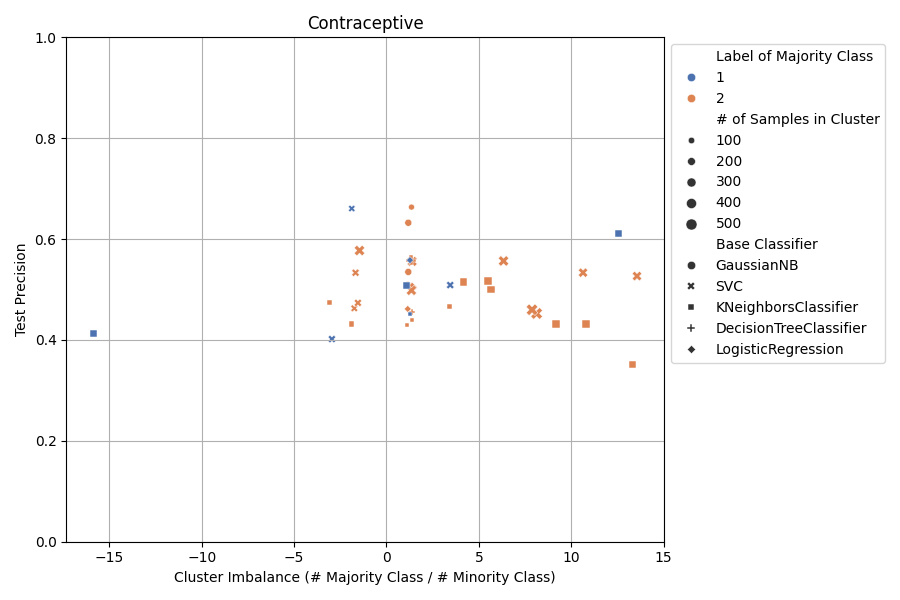 Contraceptive
1.0
0.8
0.6
0.4
0.2
0.0
Test Precision
−15
−10
−5
0
5
10
15
Cluster Imbalance (# Majority Class / # Minority Class)
Label of Majority Class
1
2
# of Samples in Cluster
100
200
300
400
500
Base Classifier
GaussianNB
SVC
KNeighborsClassifier
DecisionTreeClassifier
LogisticRegression